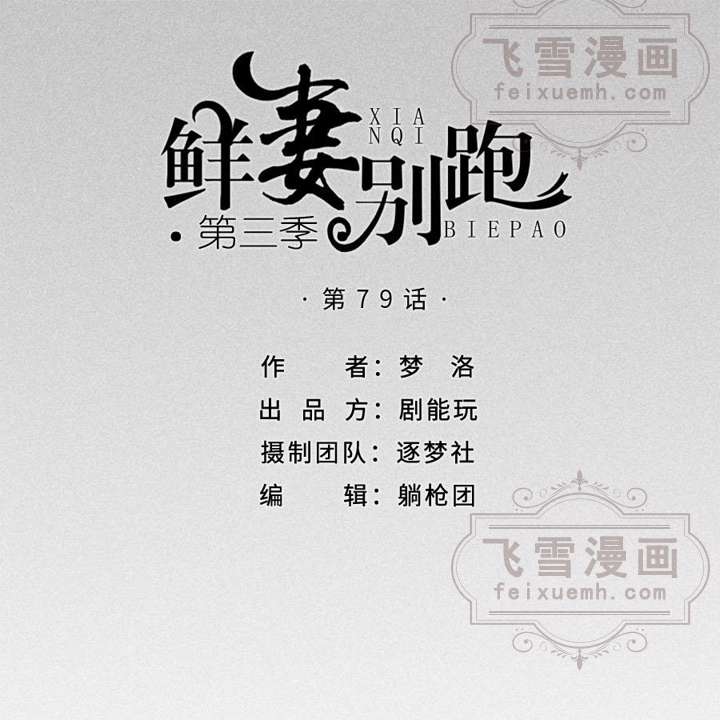 飞雪漫画
feixuemh.com
鲜妻别跑
XIA
NQI
BIEPAO
·第三季
·第79话·
作 者：梦 洛
出 品 方：剧能玩
摄制团队：逐梦社
编 辑：躺枪团
飞雪漫画
feixuemh.com